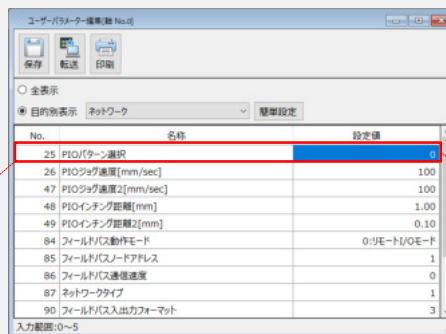 ユーザーパラメーター編集[軸 No.0]
保存 転送 印刷
全表示
目的別表示 ネットワーク 簡単設定
No. 名称 設定値
25 PIOパターン選択 0
26 PIOジョグ速度[mm/sec] 100
47 PIOジョグ速度2[mm/sec] 100
48 PIOインチング距離[mm] 1.00
49 PIOインチング距離2[mm] 0.10
84 フィールドバス動作モード 0:リモートI/Oモード
85 フィールドバスノードアドレス 1
86 フィールドバス通信速度 0
87 ネットワークタイプ 1
90 フィールドバス入出力フォーマット 3
入力範囲:0~5